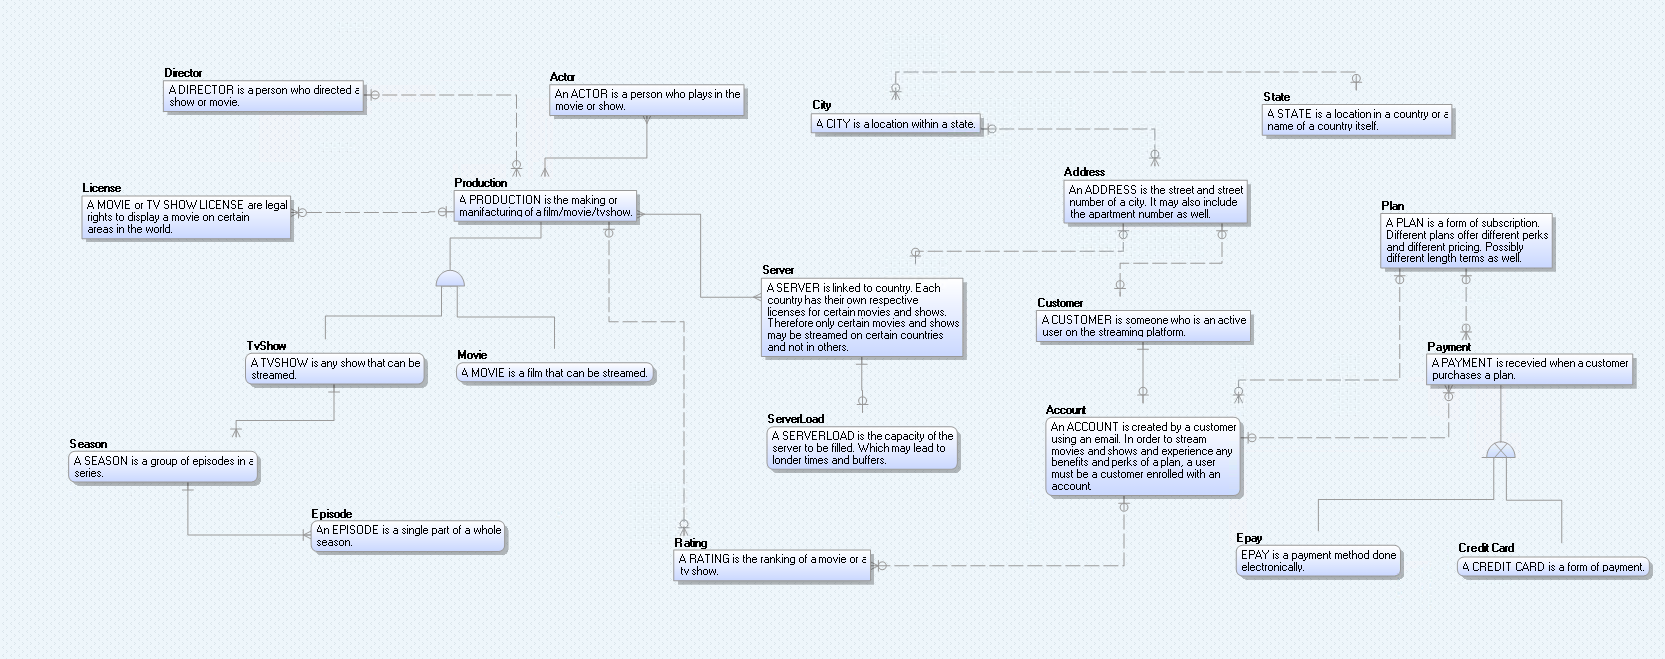 Director
A DIRECTOR is a person who directed a
show or movie.
Actor
An ACTOR is a person who plays in the
movie or show.
City
A CITY is a location within a state.
State
A STATE is a location in a country or a
name of a country itself.
License
A MOVIE or TV SHOW LICENSE are legal
rights to display a movie on certain
areas in the world.
Production
A PRODUCTION is the making or
manifacturing of a film/movie/tvshow.
Address
An ADDRESS is the street and street
number of a city. It may also include
the apartment number as well.
Plan
A PLAN is a form of subscription.
Different plans offer different perks
and different pricing. Possibly
different length terms as well.
Server
A SERVER is linked to country. Each
country has their own respective
licenses for certain movies and shows.
Therefore only certain movies and shows
may be streamed on certain countries
and not in others.
Customer
A CUSTOMER is someone who is an active
user on the streaming platform.
TvShow
A TVSHOW is any show that can be
streamed.
Movie
A MOVIE is a film that can be streamed.
Payment
A PAYMENT is recevied when a customer
purchases a plan.
Season
A SEASON is a group of episodes in a
series.
ServerLoad
A SERVERLOAD is the capacity of the
server to be filled. Which may lead to
londer times and buffers.
Account
An ACCOUNT is created by a customer
using an email. In order to stream
movies and shows and experience any
benefits and perks of a plan, a user
must be a customer enrolled with an
account
Episode
An EPISODE is a single part of a whole
season.
Rating
A RATING is the ranking of a movie or a
tv show.
Epay
EPAY is a payment method done
electronically.
Credit Card
A CREDIT CARD is a form of payment.